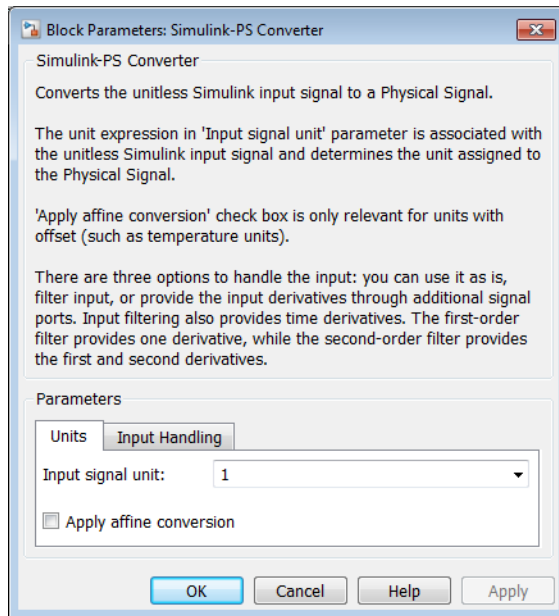 Block Parameters: Simulink-PS Converter
Simulink-PS Converter
Converts the unitless Simulink input signal to a Physical Signal.
The unit expression in 'Input signal unit' parameter is associated with
the unitless Simulink input signal and determines the unit assigned to
the Physical Signal.
'Apply affine conversion' check box is only relevant for units with
offset (such as temperature units).
There are three options to handle the input: you can use it as is,
filter input, or provide the input derivatives through additional signal
ports. Input filtering also provides time derivatives. The first-order
filter provides one derivative, while the second-order filter provides
the first and second derivatives.
Parameters
Units Input Handling
Input signal unit: 1
Apply affine conversion
OK Cancel Help Apply